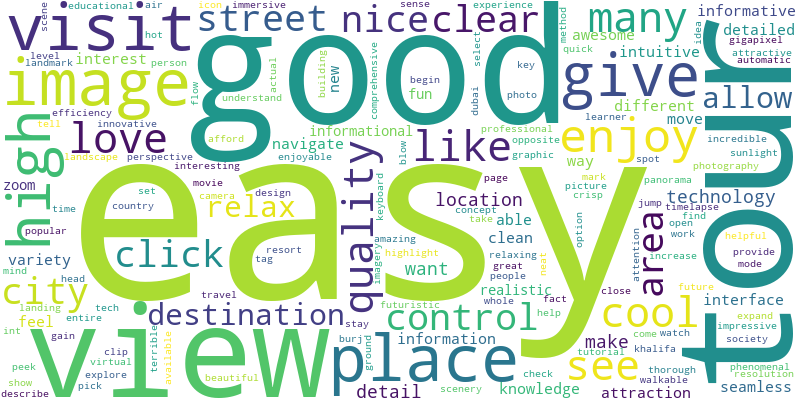 scene
educational
air
icon
immersive
sense
experience
method
idea
informative
visit
hot
street
nice
clear
many
detailed
gigapixel
level
interest
good
select
awesome
intuitive
attractive
landmark
person
flow
building
new
comprehensive
begin
key
quick
automatic
image
understand
actual
fun
dubai
photo
give
efficiency
afford
different
allow
tell
innovative
informational
professional
learner
move
high
love
navigate
like
opposite
enjoy
incredible
tour
landscape
perspective
enjoyable
blow
graphic
way
spot
sunlight
interesting
quality
page
mark
photography
zoom
movie
design
keyboard
location
picture
panorama
time
set
camera
concept
crisp
jump
timelapse
technology
country
relax
take
able
find
popular
easy
amazing
clean
option
area
open
work
helpful
variety
click
resort
tag
imagery
highlight
relaxing
attention
provide
mind
head
want
great
people
neat
increase
mode
city
travel
realistic
fact
close
future
landing
tech
destination
futuristic
whole
help
cool
interface
feel
entire
stay
control
come
watch
expand
impressive
int
gain
terrible
available
burj
ground
information
make
khalifa
society
view
clip
place
see
tutorial
peek
virtual
check
thorough
phenomenal
show
explore
beautiful
walkable
resolution
describe
pick
detail
scenery
knowledge
attraction
seamless